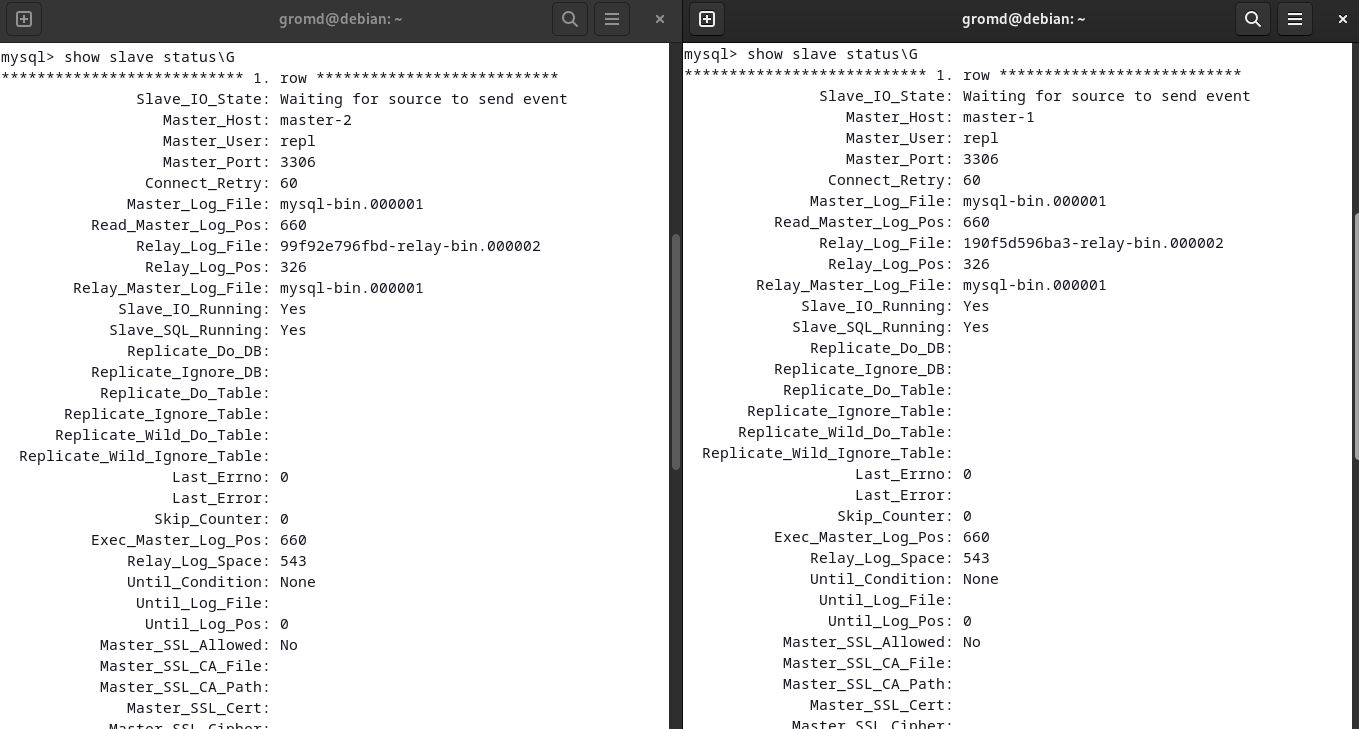 gromd@debian: ~
mysql> show slave status\G
*************************** 1. row ***************************
Slave_IO_State: Waiting for source to send event
Master_Host: master-2
Master_User: repl
Master_Port: 3306
Connect_Retry: 60
Master_Log_File: mysql-bin.000001
Read_Master_Log_Pos: 660
Relay_Log_File: 99f92e796fbd-relay-bin.000002
Relay_Log_Pos: 326
Relay_Master_Log_File: mysql-bin.000001
Slave_IO_Running: Yes
Slave_SQL_Running: Yes
Replicate_Do_DB:
Replicate_Ignore_DB:
Replicate_Do_Table:
Replicate_Ignore_Table:
Replicate_Wild_Do_Table:
Replicate_Wild_Ignore_Table:
Last_Errno: 0
Last_Error:
Skip_Counter: 0
Exec_Master_Log_Pos: 660
Relay_Log_Space: 543
Until_Condition: None
Until_Log_File:
Until_Log_Pos: 0
Master_SSL_Allowed: No
Master_SSL_CA_File:
Master_SSL_CA_Path:
Master_SSL_Cert:
Master_SSL_Cipher:
gromd@debian: ~
mysql> show slave status\G
*************************** 1. row ***************************
Slave_IO_State: Waiting for source to send event
Master_Host: master-1
Master_User: repl
Master_Port: 3306
Connect_Retry: 60
Master_Log_File: mysql-bin.000001
Read_Master_Log_Pos: 660
Relay_Log_File: 190f5d596ba3-relay-bin.000002
Relay_Log_Pos: 326
Relay_Master_Log_File: mysql-bin.000001
Slave_IO_Running: Yes
Slave_SQL_Running: Yes
Replicate_Do_DB:
Replicate_Ignore_DB:
Replicate_Do_Table:
Replicate_Ignore_Table:
Replicate_Wild_Do_Table:
Replicate_Wild_Ignore_Table:
Last_Errno: 0
Last_Error:
Skip_Counter: 0
Exec_Master_Log_Pos: 660
Relay_Log_Space: 543
Until_Condition: None
Until_Log_File:
Until_Log_Pos: 0
Master_SSL_Allowed: No
Master_SSL_CA_File:
Master_SSL_CA_Path:
Master_SSL_Cert:
Master_SSL_Cipher: